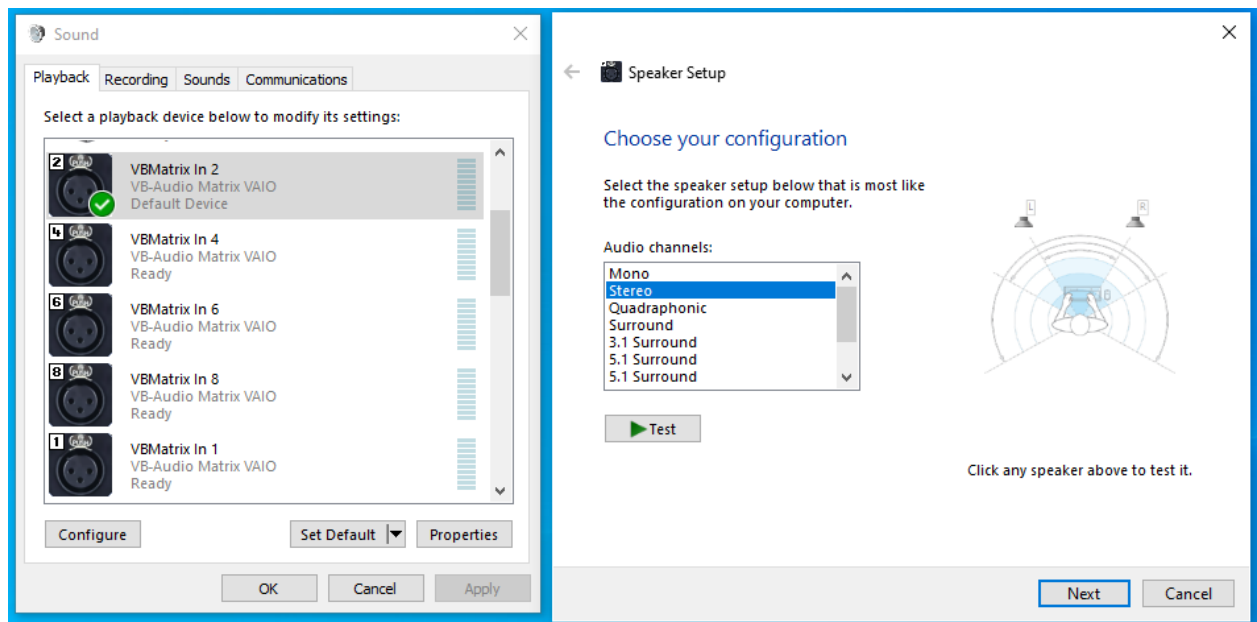 Sound
Playback Recording Sounds Communications
Select a playback device below to modify its settings:
2
VBMatrix In 2
VB-Audio Matrix VAIO
Default Device
4
VBMatrix In 4
VB-Audio Matrix VAIO
Ready
6
VBMatrix In 6
VB-Audio Matrix VAIO
Ready
8
VBMatrix In 8
VB-Audio Matrix VAIO
Ready
1
VBMatrix In 1
VB-Audio Matrix VAIO
Ready
Configure Set Default Properties
OK Cancel Apply
Speaker Setup
Choose your configuration
Select the speaker setup below that is most like
the configuration on your computer.
Audio channels:
Mono
Stereo
Quadraphonic
Surround
3.1 Surround
5.1 Surround
5.1 Surround
Test
L R
Click any speaker above to test it.
Next Cancel